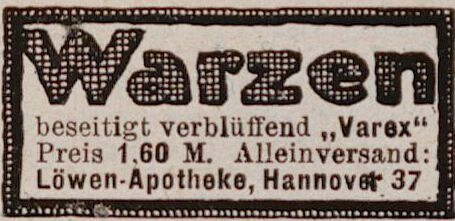 Warzen
beseitigt verblüffend „Varex“
Preis 1,60 M. Alleinversand:
Löwen-Apotheke, Hannover 37